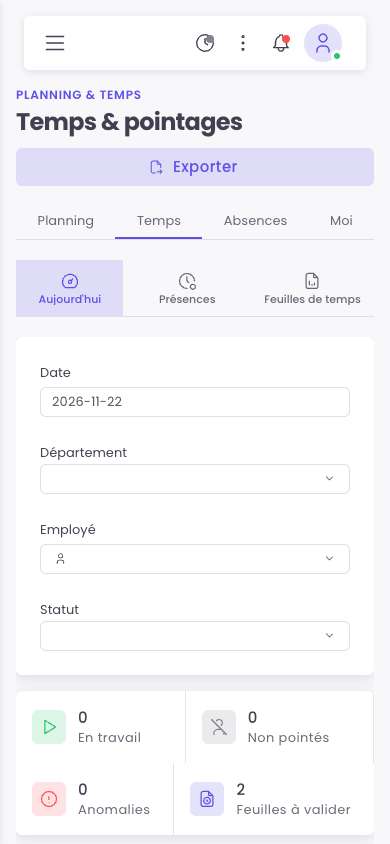 PLANNING & TEMPS
Temps & pointages
Exporter
Planning Temps Absences Moi
Aujourd'hui Présences Feuilles de temps
Date
2026-11-22
Département
Employé
Statut
0 0
En travail Non pointés
0 2
Anomalies Feuilles à valider